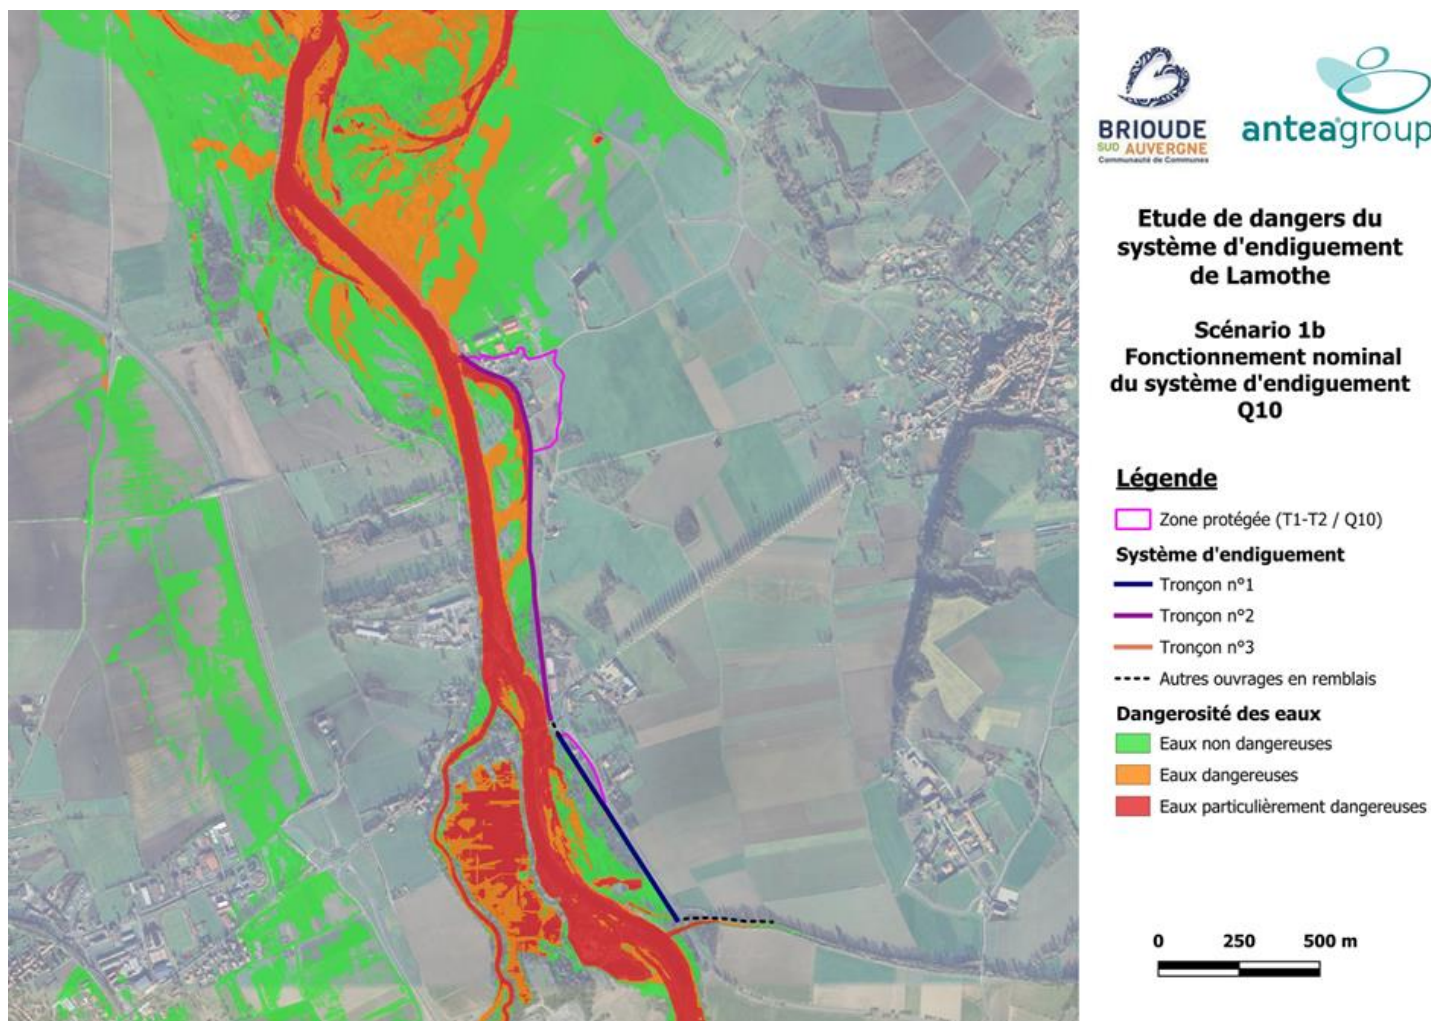 BRIOUDE
SUD AUVERGNE
Communauté de Communes
anteagroup
Etude de dangers du
système d'endiguement
de Lamothe
Scénario 1b
Fonctionnement nominal
du système d'endiguement
Q10
Légende
Zone protégée (T1-T2 / Q10)
Système d'endiguement
Tronçon n°1
Tronçon n°2
Tronçon n°3
Autres ouvrages en remblais
Dangerosité des eaux
Eaux non dangereuses
Eaux dangereuses
Eaux particulièrement dangereuses
0 250 500 m